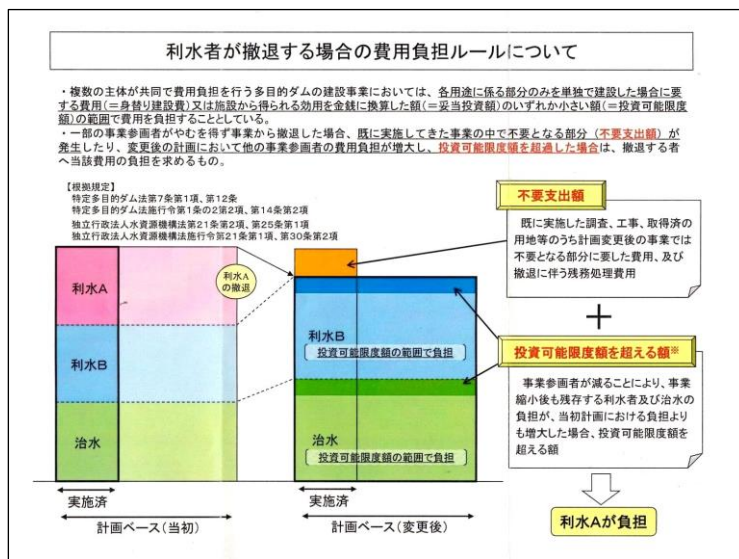 利水者が撤退する場合の費用負担ルールについて
・複数の主体が共同で費用負担を行う多目的ダムの建設事業においては、各用途に係る部分のみを単独で建設した場合に要
する費用(=身替り建設費)又は施設から得られる効用を金銭に換算した額(=妥当投資額)のいずれか小さい額(=投資可能限度
額)の範囲で費用を負担することとしている。
・一部の事業参画者がやむを得ず事業から撤退した場合、既に実施してきた事業の中で不要となる部分(不要支出額)が
発生したり、変更後の計画において他の事業参画者の費用負担が増大し、投資可能限度額を超過した場合は、撤退する者
へ当該費用の負担を求めるもの。
【根拠規定】
特定多目的ダム法第7条第1項、第12条
特定多目的ダム法施行令第1条の2第2項、第14条第2項
独立行政法人水資源機構法第21条第2項、第25条第1項
独立行政法人水資源機構法施行令第21条第1項、第30条第2項
利水A
利水B
治水
利水A
の撤退
利水B
投資可能限度額の範囲で負担
治水
投資可能限度額の範囲で負担
実施済
計画ベース(当初)
実施済
計画ベース(変更後)
不要支出額
既に実施した調査、工事、取得済の
用地等のうち計画変更後の事業では
不要となる部分に要した費用、及び
撤退に伴う残務処理費用
+
投資可能限度額を超える額※
事業参画者が減ることにより、事業
縮小後も残存する利水者及び治水の
負担が、当初計画における負担より
も増大した場合、投資可能限度額を
超える額
利水Aが負担